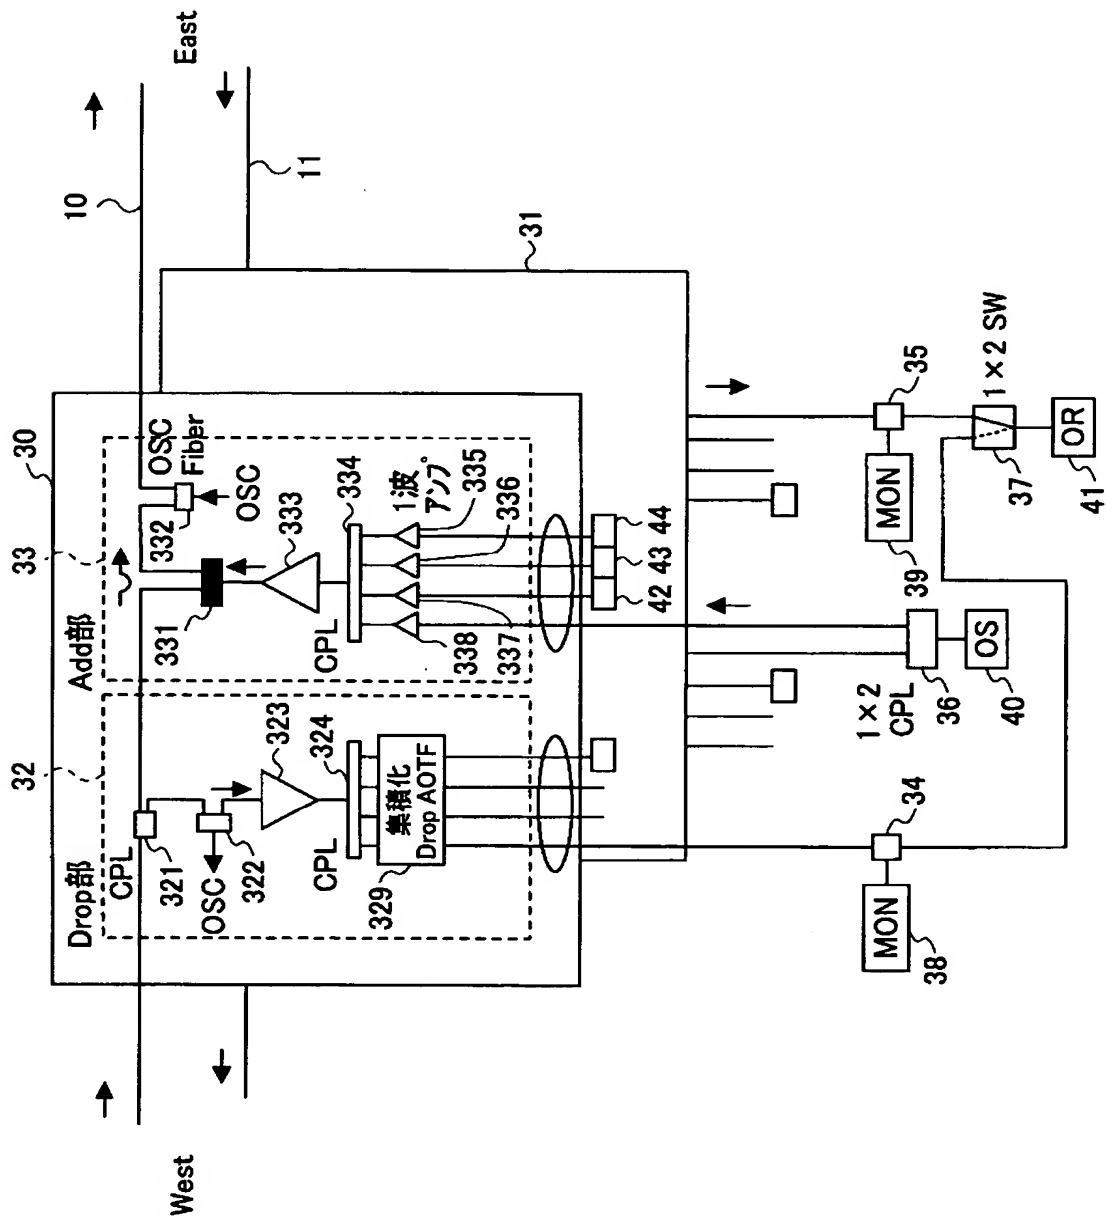 West
East
10
11
30
31
32
33
Drop部
Add部
CPL
321
OSC
322
323
CPL
324
集積化
Drop AOTF
329
331
332
OSC
Fiber
OSC
333
CPL
334
1波
アンプ
335
336
337
338
42 43 44
34
MON
38
1×2
CPL
36
OS
40
35
MON
39
1×2 SW
37
OR
41